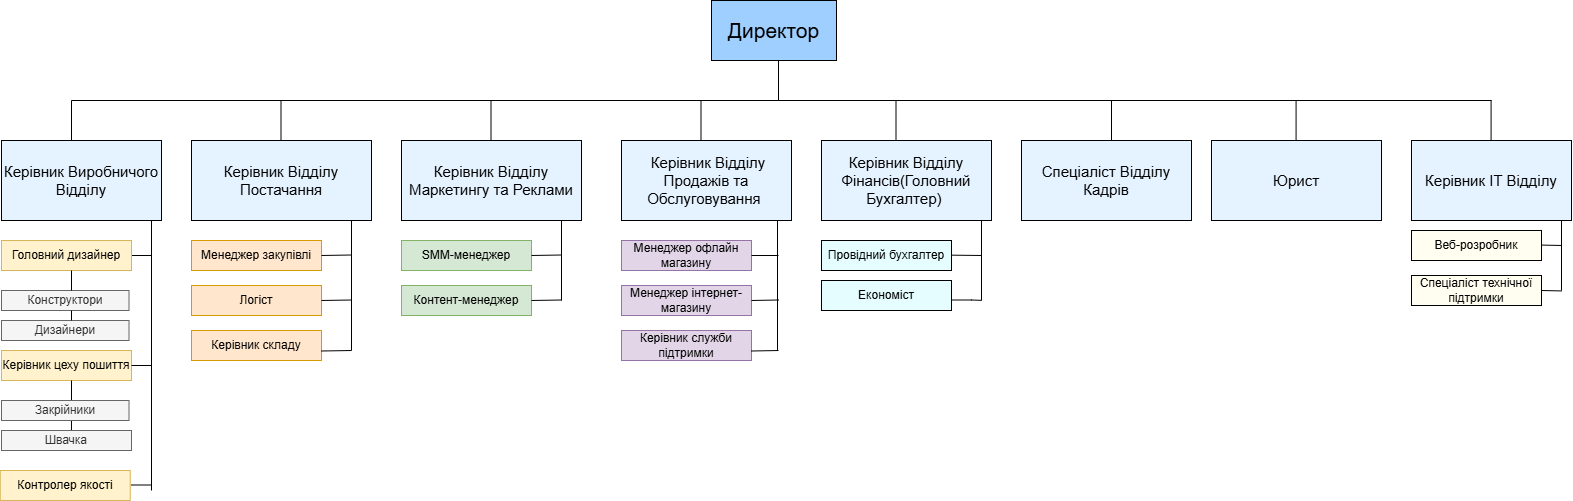 Директор
Керівник Виробничого
Відділу
Керівник Відділу
Постачання
Керівник Відділу
Маркетингу та Реклами
Керівник Відділу
Продажів та
Обслуговування
Керівник Відділу
Фінансів(Головний
Бухгалтер)
Спеціаліст Відділу
Кадрів
Юрист
Керівник ІТ Відділу
Головний дизайнер
Конструктори
Дизайнери
Керівник цеху пошиття
Закрійники
Швачка
Контролер якості
Менеджер закупівлі
Логіст
Керівник складу
SMM-менеджер
Контент-менеджер
Менеджер офлайн
магазину
Менеджер інтернет-
магазину
Керівник служби
підтримки
Провідний бухгалтер
Економіст
Веб-розробник
Спеціаліст технічної
підтримки